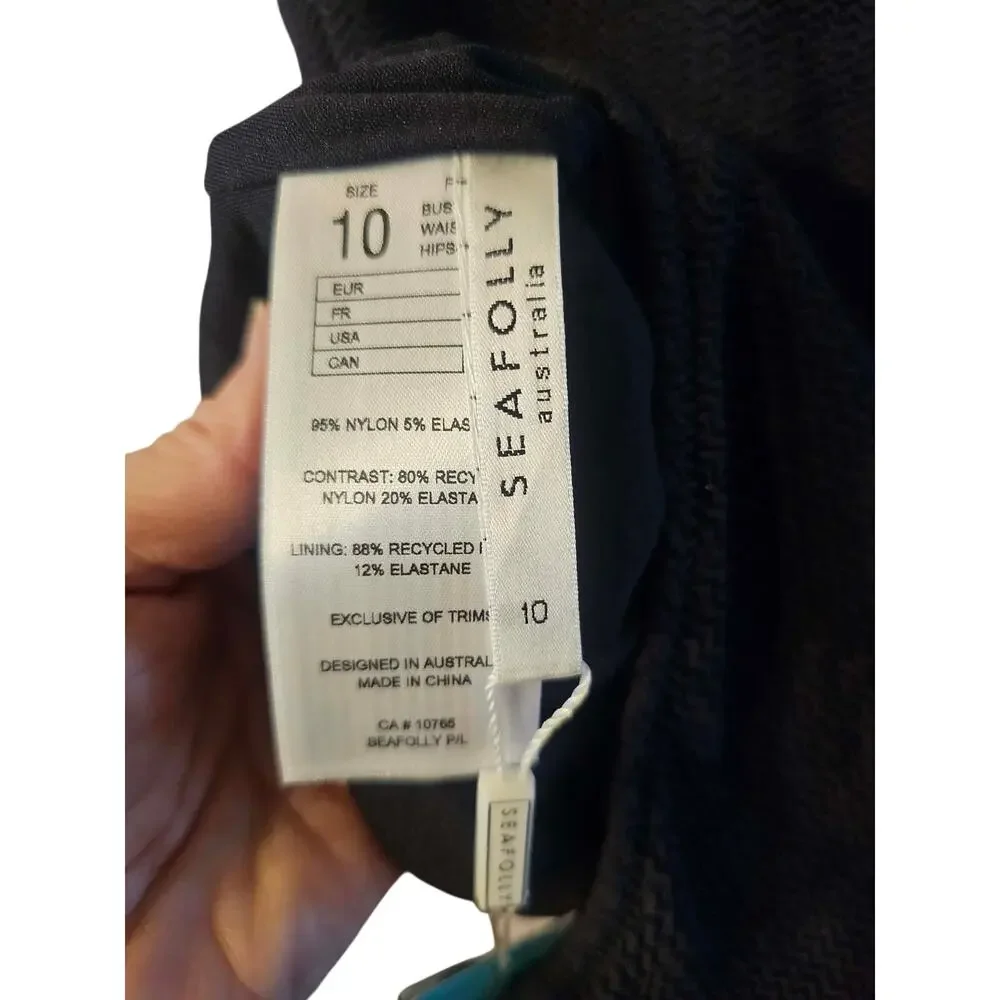 SIZE
10
BUS
WAIS
HIPS
EUR
FR
USA
CAN
95% NYLON 5% ELAS
CONTRAST: 80% RECY
NYLON 20% ELASTA
LINING: 88% RECYCLED
12% ELASTANE
EXCLUSIVE OF TRIMS
DESIGNED IN AUSTRAL
MADE IN CHINA
CA # 10765
SEAFOLLY P/L
SEAFOLLY
australia
10
SEAFOLLY